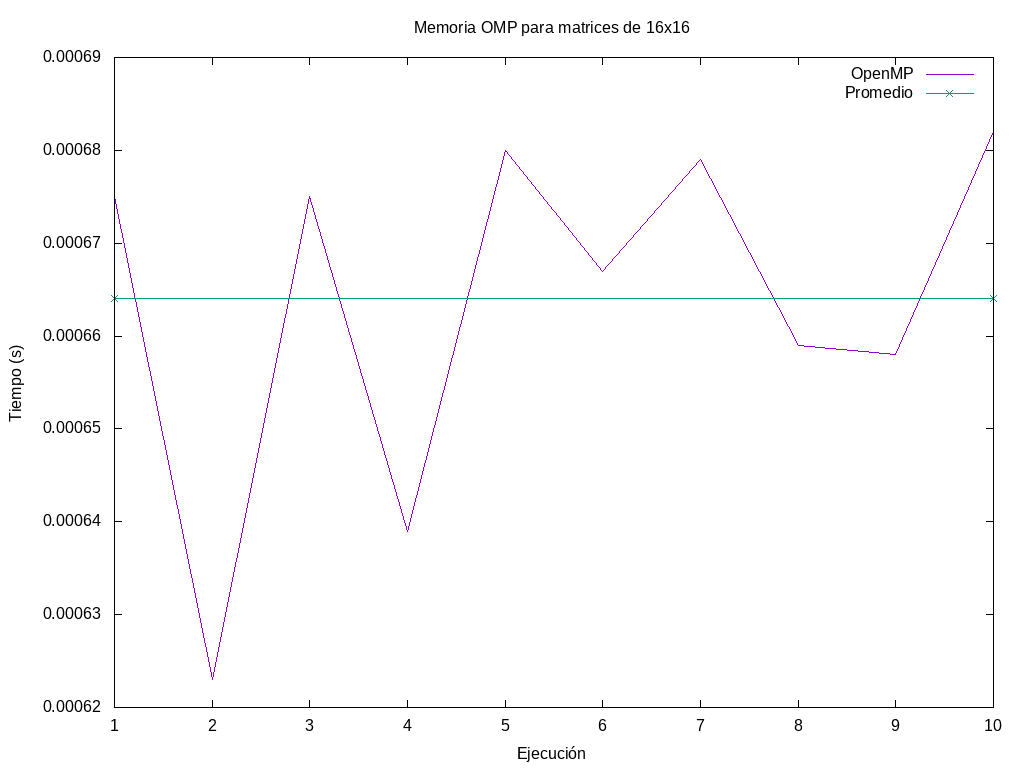 Memoria OMP para matrices de 16x16
OpenMP
Promedio
0.00069
0.00068
0.00067
0.00066
0.00065
0.00064
0.00063
0.00062
Tiempo (s)
1 2 3 4 5 6 7 8 9 10
Ejecución